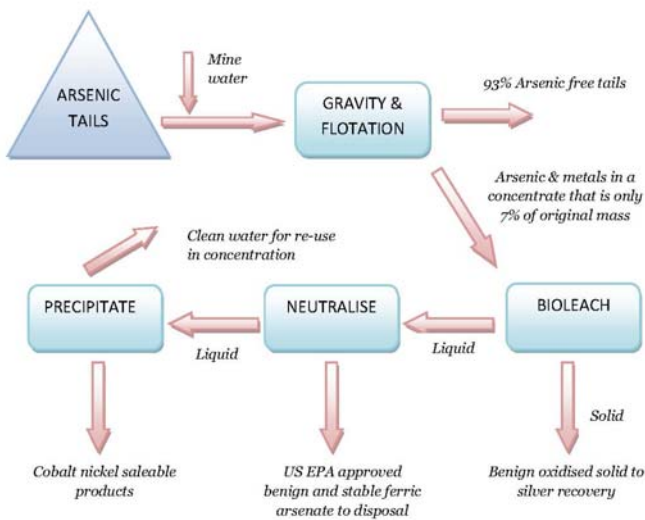 ARSENIC
TAILS
Mine
water
GRAVITY &
FLOTATION
93% Arsenic free tails
Arsenic & metals in a
concentrate that is only
7% of original mass
Clean water for re-use
in concentration
PRECIPITATE
NEUTRALISE
BIOLEACH
Liquid
Liquid
Solid
Cobalt nickel saleable
products
US EPA approved
benign and stable ferric
arsenate to disposal
Benign oxidised solid to
silver recovery